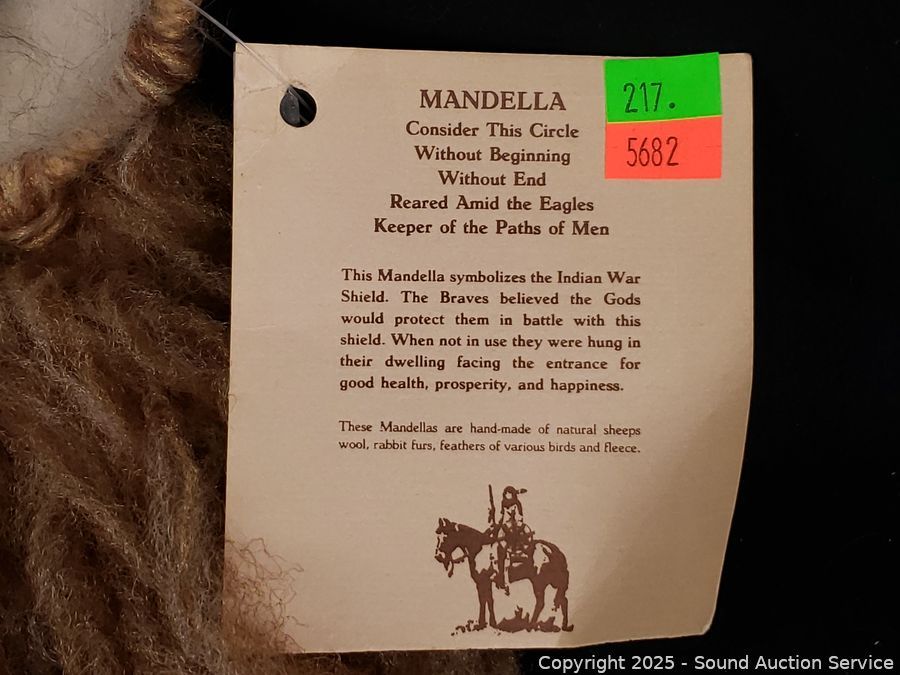 MANDELLA
Consider This Circle
Without Beginning
Without End
Reared Amid the Eagles
Keeper of the Paths of Men
217.
5682
This Mandella symbolizes the Indian War
Shield. The Braves believed the Gods
would protect them in battle with this
shield. When not in use they were hung in
their dwelling facing the entrance for
good health, prosperity, and happiness.
These Mandellas are hand-made of natural sheeps
wool, rabbit furs, feathers of various birds and fleece.
Copyright 2025 - Sound Auction Service